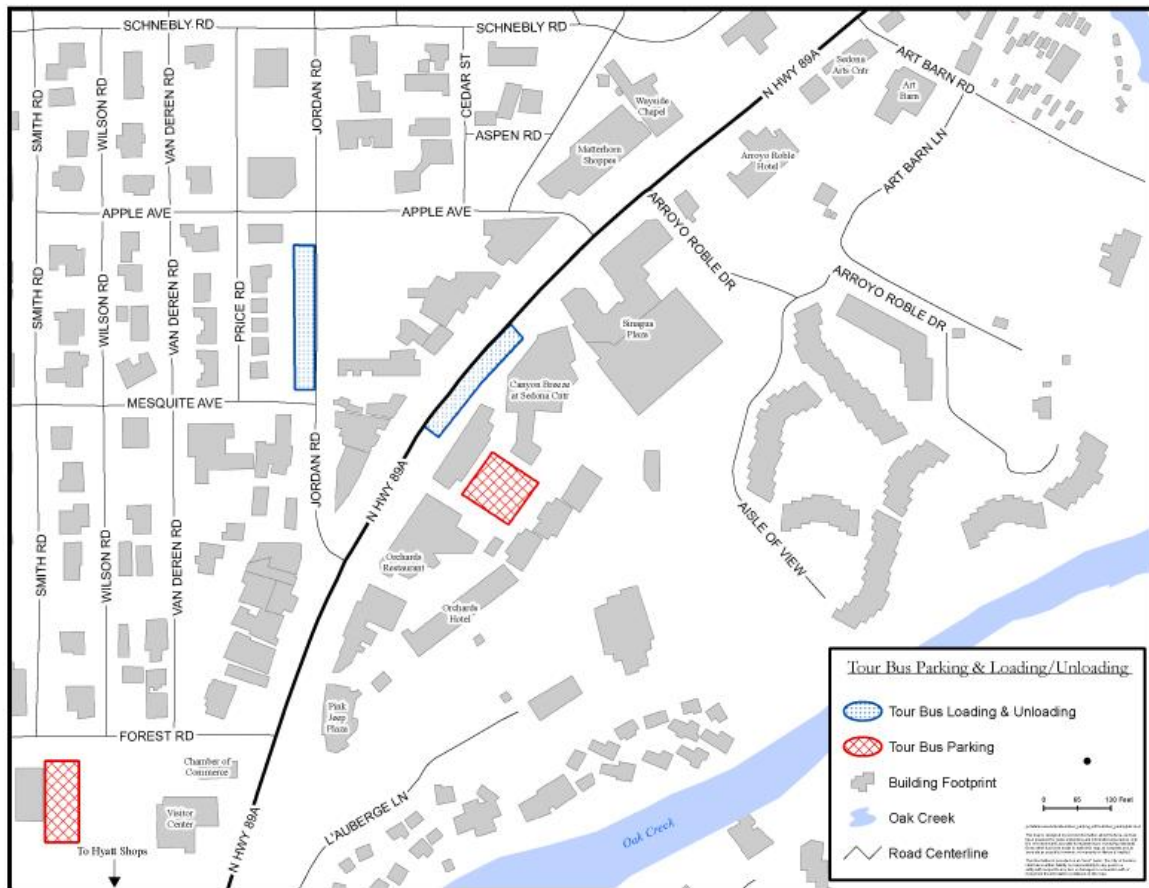 SCHNEBLY RD
SCHNEBLY RD
SMITH RD
WILSON RD
VAN DEREN RD
JORDAN RD
CEDAR ST
ASPEN RD
N HWY 89A
Sedona
Arts Cntr
Art
Barn
ART BARN RD
Wayside
Chapel
Matterhorn
Shoppes
Arroyo Roble
Hotel
ART BARN LN
APPLE AVE
APPLE AVE
ARROYO ROBLE DR
ARROYO ROBLE DR
SMITH RD
WILSON RD
VAN DEREN RD
PRICE RD
Sinagua
Plaza
Canyon Breeze
at Sedona Cntr
MESQUITE AVE
JORDAN RD
N HWY 89A
AISLE OF VIEW
SMITH RD
WILSON RD
VAN DEREN RD
Orchards
Restaurant
Orchards
Hotel
Pink
Jeep
Plaza
FOREST RD
Chamber of
Commerce
Visitor
Center
To Hyatt Shops
N HWY 89A
L'AUBERGE LN
Oak Creek
Tour Bus Parking & Loading/Unloading
Tour Bus Loading & Unloading
Tour Bus Parking
Building Footprint
Oak Creek
Road Centerline
0 65 130 Feet